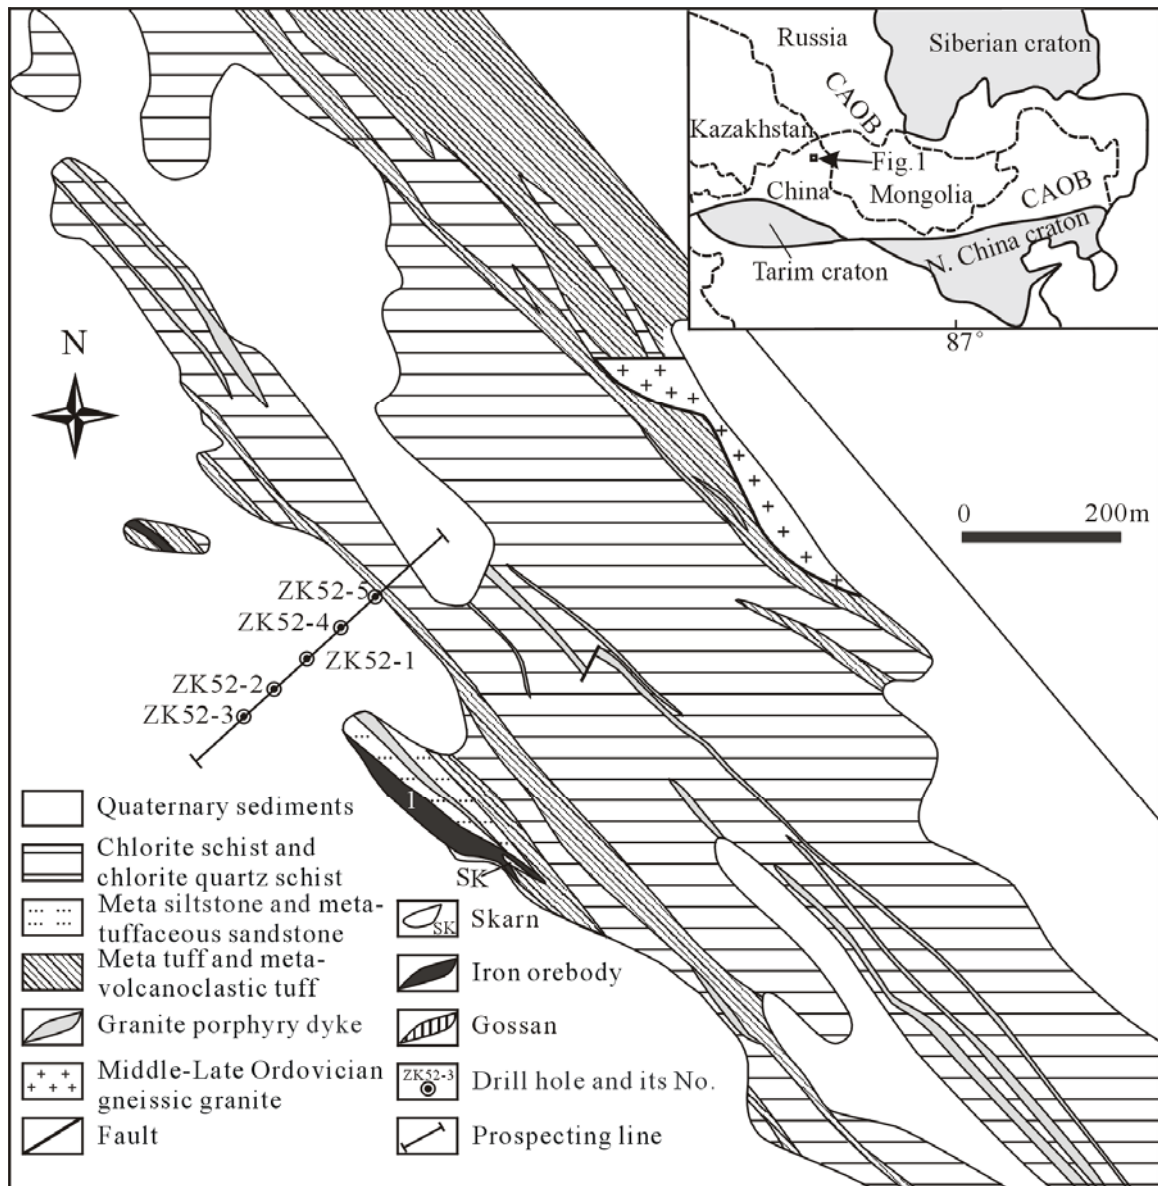 Russia
Siberian craton
CAOB
Kazakhstan
Fig.1
China
Mongolia
CAOB
N. China craton
Tarim craton
87°
N
0 200m
ZK52-5
ZK52-4
ZK52-1
ZK52-2
ZK52-3
1
SK
Quaternary sediments
Chlorite schist and
chlorite quartz schist
Meta siltstone and meta-
tuffaceous sandstone
Meta tuff and meta-
volcanoclastic tuff
Granite porphyry dyke
Middle-Late Ordovician
gneissic granite
Fault
SK
Skarn
Iron orebody
Gossan
ZK52-3
Drill hole and its No.
Prospecting line